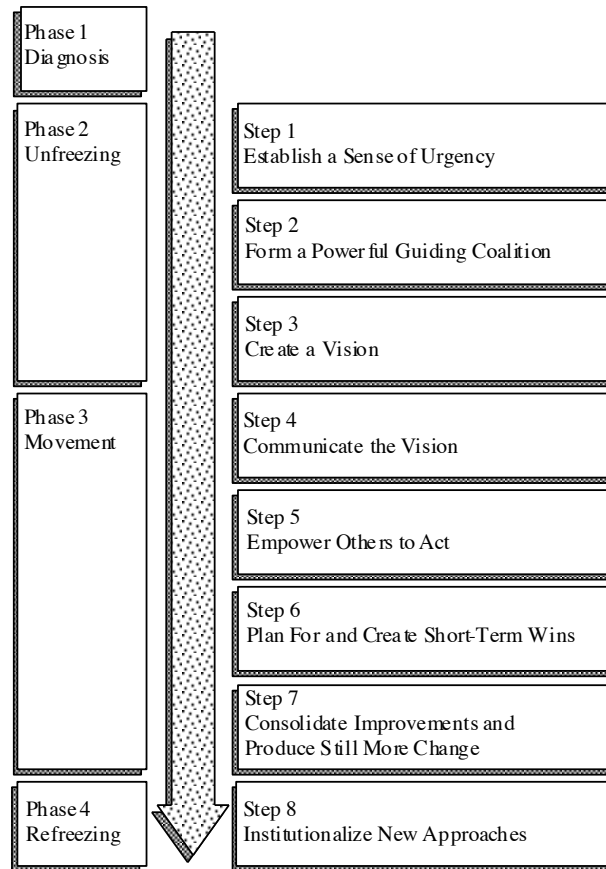 Phase 1
Diagnosis
Phase 2
Unfreezing
Step 1
Establish a Sense of Urgency
Step 2
Form a Powerful Guiding Coalition
Step 3
Create a Vision
Phase 3
Movement
Step 4
Communicate the Vision
Step 5
Empower Others to Act
Step 6
Plan For and Create Short-Term Wins
Step 7
Consolidate Improvements and
Produce Still More Change
Phase 4
Refreezing
Step 8
Institutionalize New Approaches